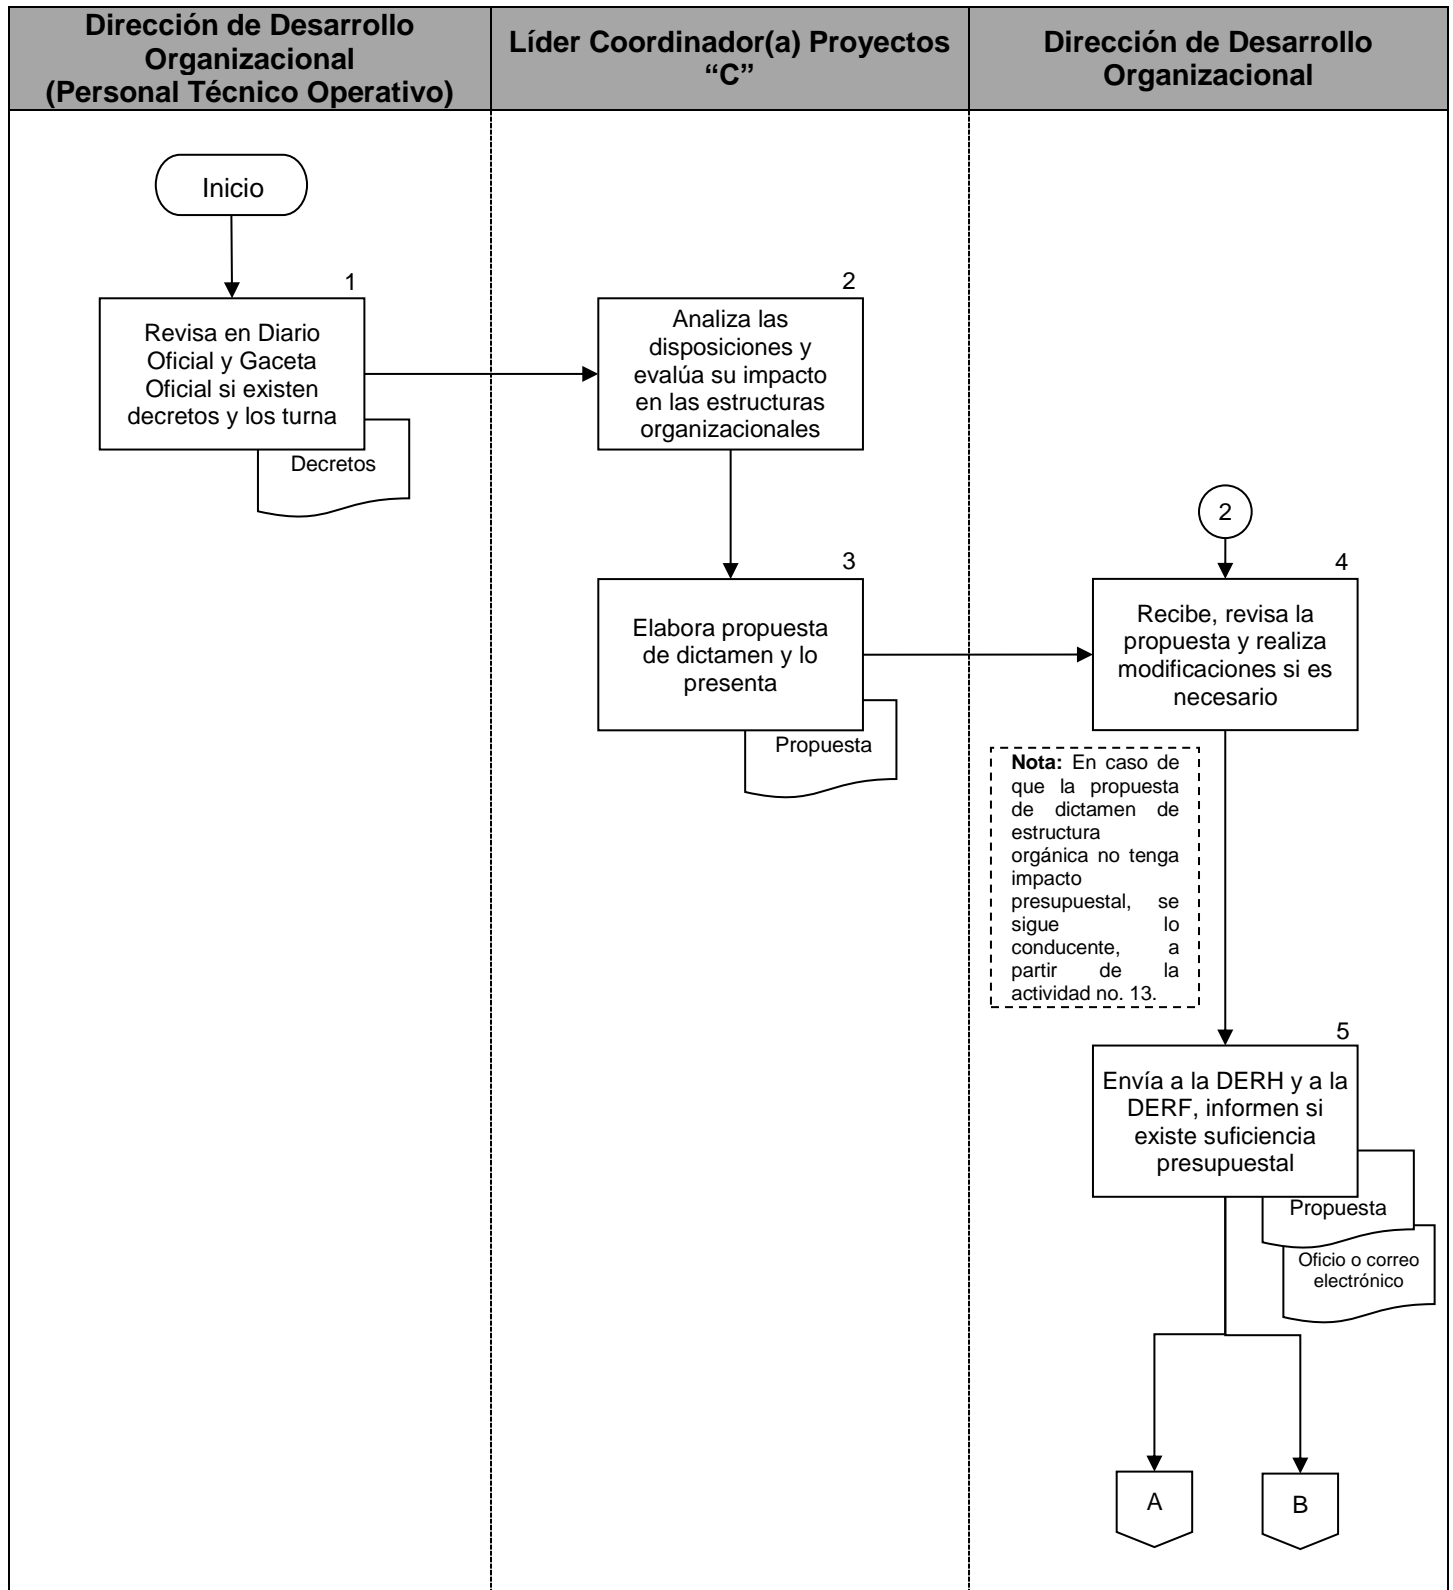 Dirección de Desarrollo
Organizacional
(Personal Técnico Operativo)
Líder Coordinador(a) Proyectos
“C”
Dirección de Desarrollo
Organizacional
Inicio
1
Revisa en Diario
Oficial y Gaceta
Oficial si existen
decretos y los turna
Decretos
2
Analiza las
disposiciones y
evalúa su impacto
en las estructuras
organizacionales
3
Elabora propuesta
de dictamen y lo
presenta
Propuesta
2
4
Recibe, revisa la
propuesta y realiza
modificaciones si es
necesario
Nota: En caso de
que la propuesta
de dictamen de
estructura
orgánica no tenga
impacto
presupuestal, se
sigue lo
conducente, a
partir de la
actividad no. 13.
5
Envía a la DERH y a la
DERF, informen si
existe suficiencia
presupuestal
Propuesta
Oficio o correo
electrónico
A
B